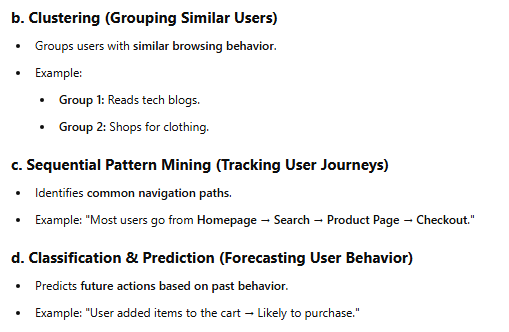 b. Clustering (Grouping Similar Users)
• Groups users with similar browsing behavior.
• Example:
• Group 1: Reads tech blogs.
• Group 2: Shops for clothing.
c. Sequential Pattern Mining (Tracking User Journeys)
• Identifies common navigation paths.
• Example: "Most users go from Homepage → Search → Product Page → Checkout."
d. Classification & Prediction (Forecasting User Behavior)
• Predicts future actions based on past behavior.
• Example: "User added items to the cart → Likely to purchase."